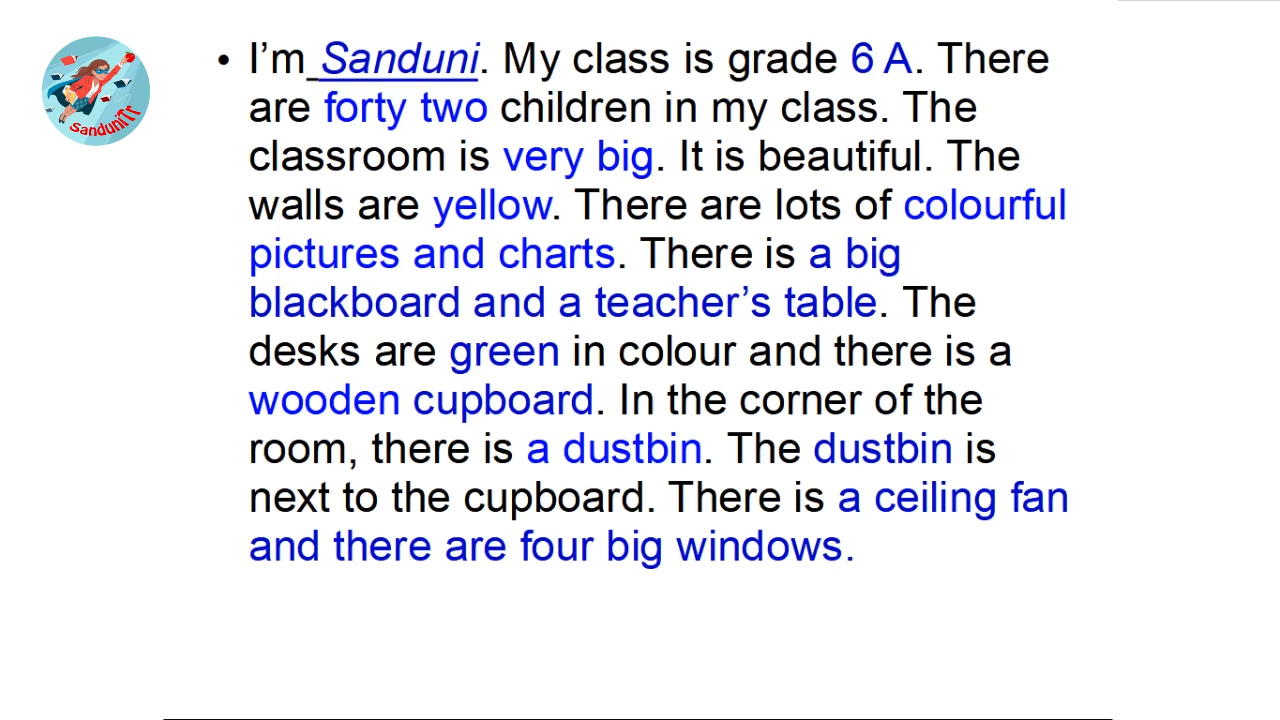 SanduniTr
• I’m Sanduni. My class is grade 6 A. There
are forty two children in my class. The
classroom is very big. It is beautiful. The
walls are yellow. There are lots of colourful
pictures and charts. There is a big
blackboard and a teacher’s table. The
desks are green in colour and there is a
wooden cupboard. In the corner of the
room, there is a dustbin. The dustbin is
next to the cupboard. There is a ceiling fan
and there are four big windows.